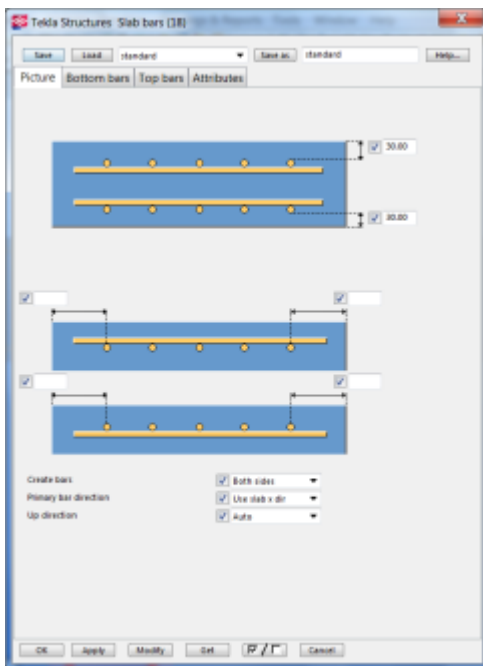 Tekla Structures Slab bars (18)
Save Load standard Save as standard Help...
Picture Bottom bars Top bars Attributes
30.00
30.00
Create bars Both sides
Primary bar direction Use slab x dir
Up direction Auto
OK Apply Modify Get Cancel